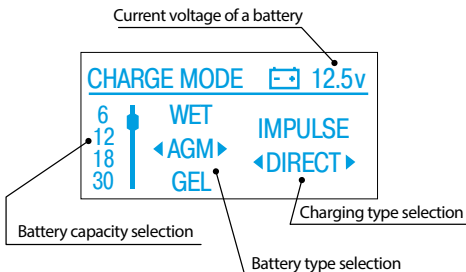 Current voltage of a battery
CHARGE MODE 12.5v
6
12
18
30
WET
AGM
GEL
IMPULSE
DIRECT
Charging type selection
Battery capacity selection
Battery type selection